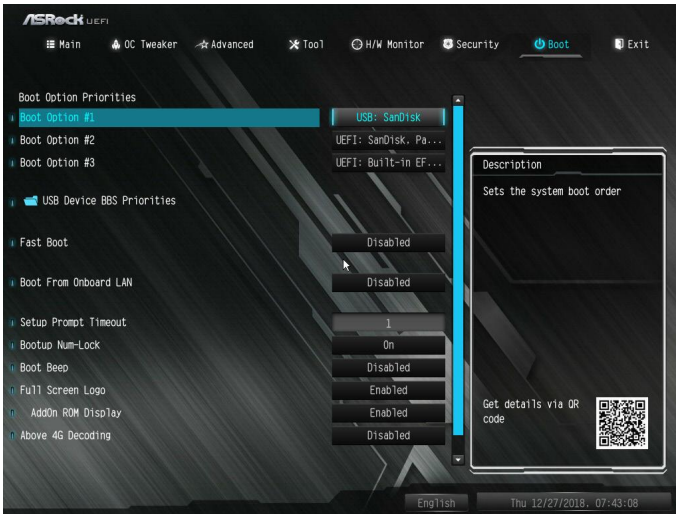 ASRock UEFI
Main OC Tweaker Advanced Tool H/W Monitor Security Boot Exit
Boot Option Priorities
Boot Option #1 USB: SanDisk
Boot Option #2 UEFI: SanDisk, Pa...
Boot Option #3 UEFI: Built-in EF...
USB Device BBS Priorities
Fast Boot Disabled
Boot From Onboard LAN Disabled
Setup Prompt Timeout 1
Bootup Num-Lock On
Boot Beep Disabled
Full Screen Logo Enabled
AddOn ROM Display Enabled
Above 4G Decoding Disabled
Description
Sets the system boot order
Get details via QR
code
English Thu 12/27/2018, 07:43:08